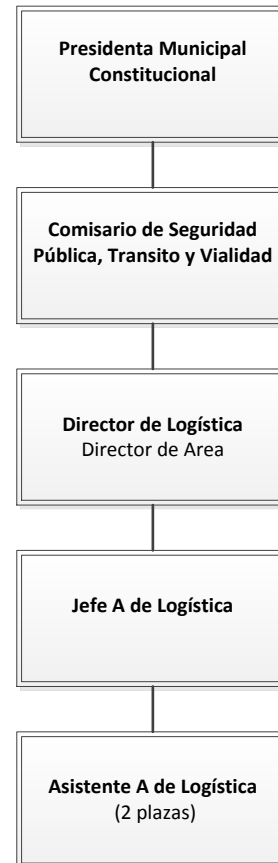 Presidenta Municipal
Constitucional
Comisario de Seguridad
Pública, Transito y Vialidad
Director de Logística
Director de Area
Jefe A de Logística
Asistente A de Logística
(2 plazas)